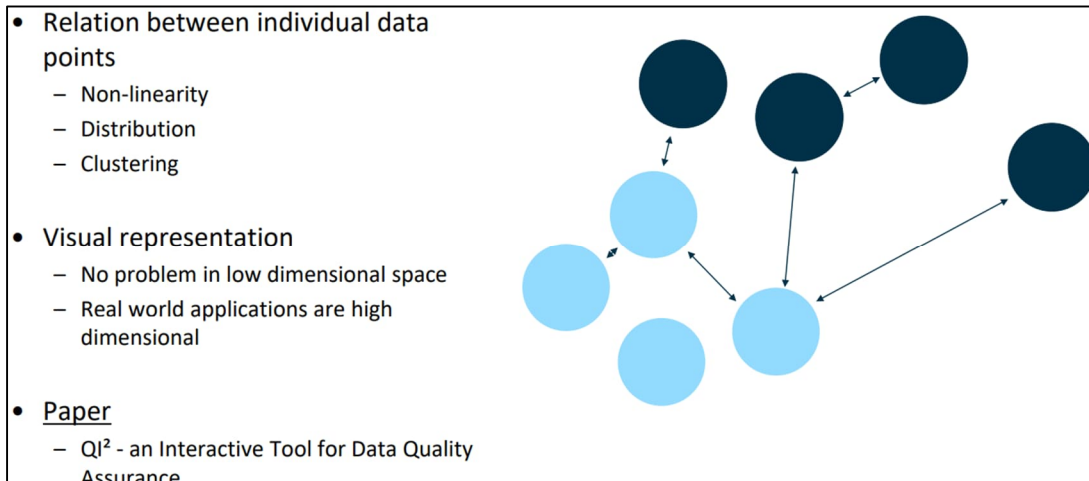 • Relation between individual data
points
– Non-linearity
– Distribution
– Clustering
• Visual representation
– No problem in low dimensional space
– Real world applications are high
dimensional
• Paper
– QI² - an Interactive Tool for Data Quality
Assurance